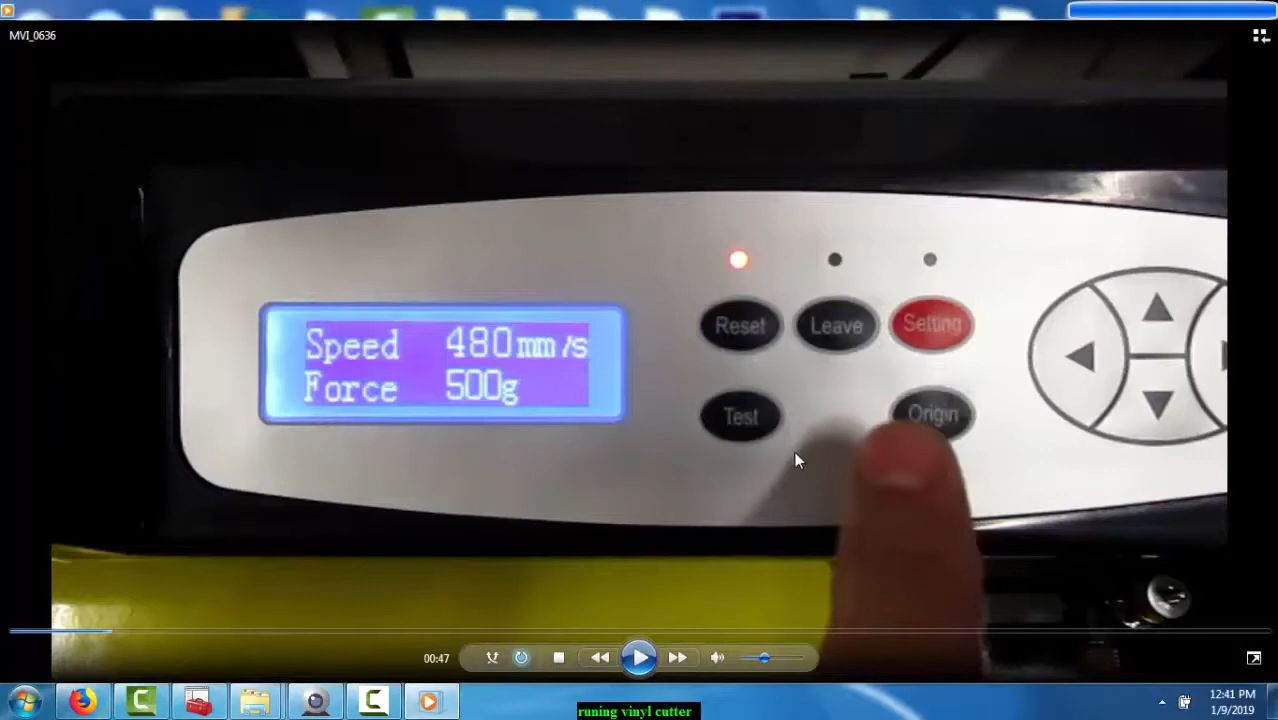 MVI_0636
Speed 480mm/s
Force 500g
Reset Leave Setting
Test Origin
00:47
12:41 PM
1/9/2019
runing vinyl cutter